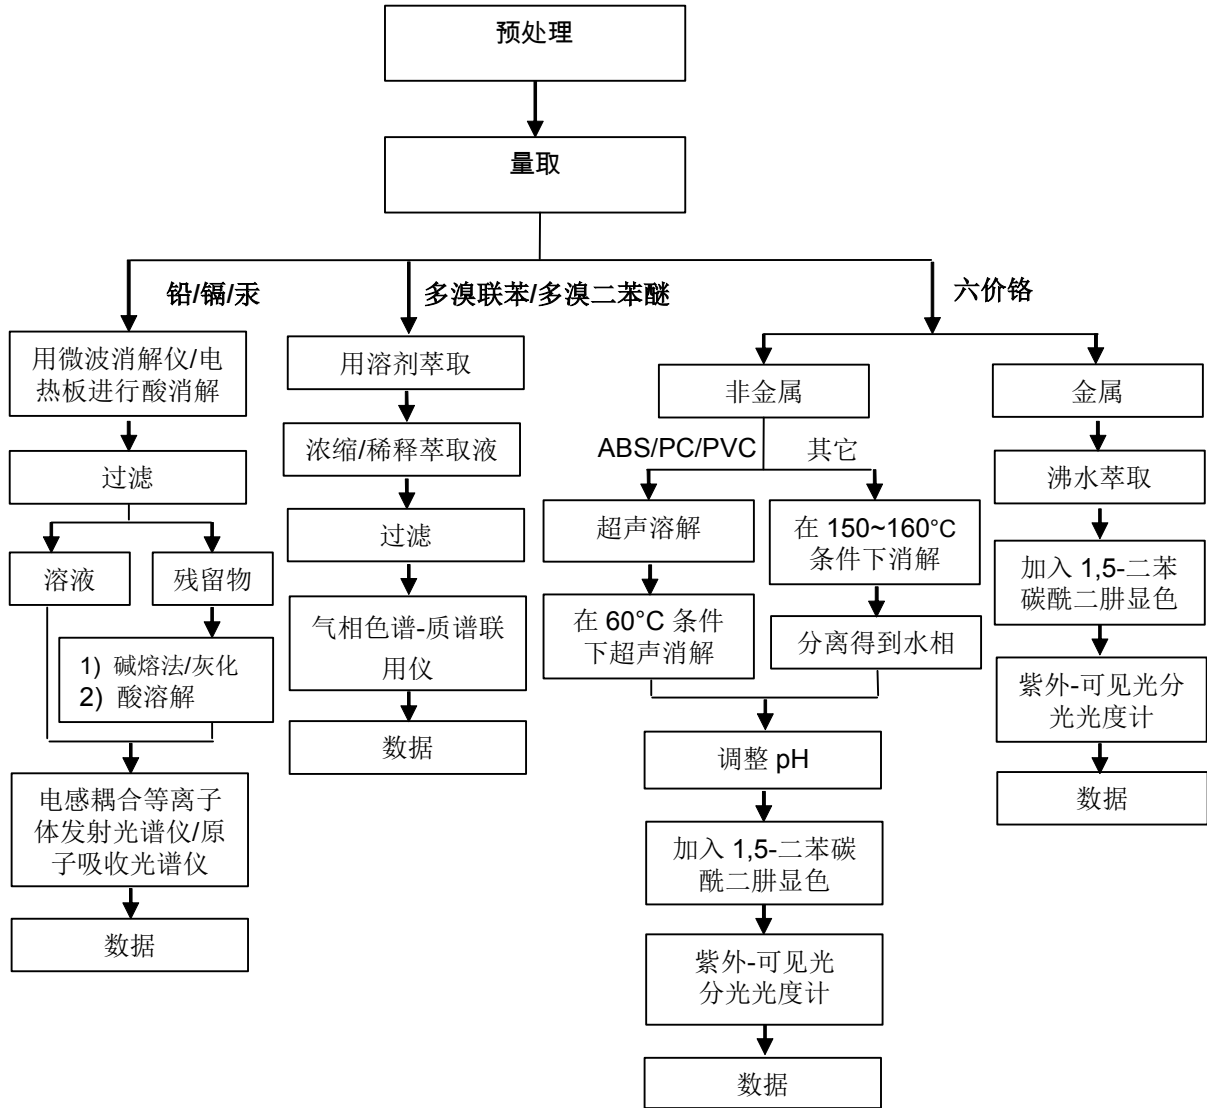 预处理
量取
铅/镉/汞
多溴联苯/多溴二苯醚
六价铬
用微波消解仪/电
热板进行酸消解
过滤
溶液
残留物
1) 碱熔法/灰化
2) 酸溶解
电感耦合等离子
体发射光谱仪/原
子吸收光谱仪
数据
用溶剂萃取
浓缩/稀释萃取液
过滤
气相色谱-质谱联
用仪
数据
非金属
ABS/PC/PVC
其它
超声溶解
在 60°C 条件
下超声消解
在 150~160°C
条件下消解
分离得到水相
调整 pH
加入 1,5-二苯碳
酰二肼显色
紫外-可见光
分光光度计
数据
金属
沸水萃取
加入 1,5-二苯
碳酰二肼显色
紫外-可见光分
光光度计
数据